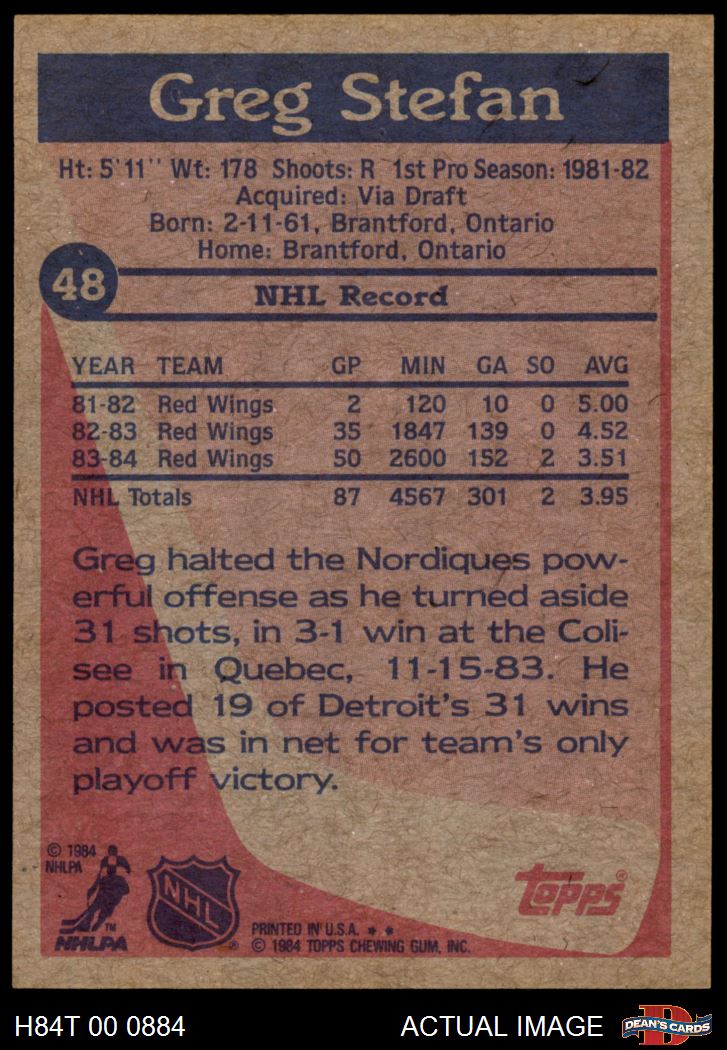 Greg Stefan
Ht: 5'11" Wt: 178 Shoots: R 1st Pro Season: 1981-82
Acquired: Via Draft
Born: 2-11-61, Brantford, Ontario
Home: Brantford, Ontario
48
NHL Record
YEAR TEAM GP MIN GA SO AVG
81-82 Red Wings 2 120 10 0 5.00
82-83 Red Wings 35 1847 139 0 4.52
83-84 Red Wings 50 2600 152 2 3.51
NHL Totals 87 4567 301 2 3.95
Greg halted the Nordiques pow-
erful offense as he turned aside
31 shots, in 3-1 win at the Coli-
see in Quebec, 11-15-83. He
posted 19 of Detroit's 31 wins
and was in net for team's only
playoff victory.
© 1984
NHLPA
TM
NHLPA
NHL ®
topps®
PRINTED IN U.S.A. * *
© 1984 TOPPS CHEWING GUM, INC.
H84T 00 0884
ACTUAL IMAGE
D
DEAN'S CARDS